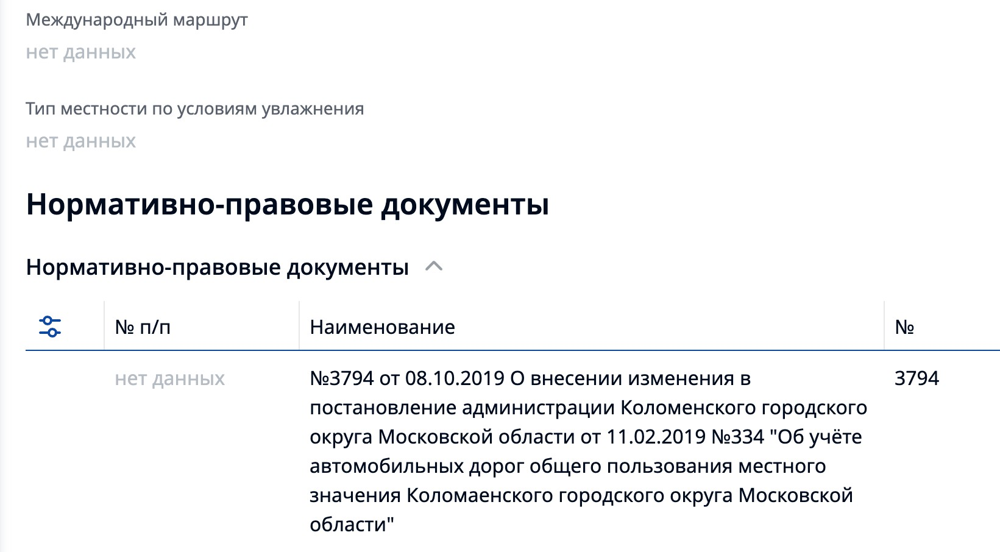 Международный маршрут
нет данных
Тип местности по условиям увлажнения
нет данных
Нормативно-правовые документы
Нормативно-правовые документы
№ п/п
Наименование
№
нет данных
№3794 от 08.10.2019 О внесении изменения в
постановление администрации Коломенского городского
округа Московской области от 11.02.2019 №334 "Об учёте
автомобильных дорог общего пользования местного
значения Коломаенского городского округа Московской
области"
3794